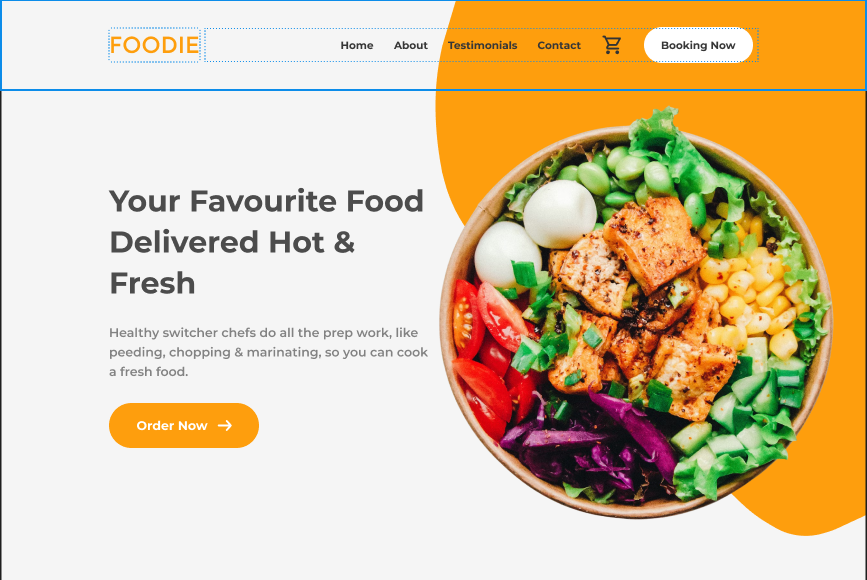 FOODIE
Home About Testimonials Contact Booking Now
Your Favourite Food
Delivered Hot &
Fresh
Healthy switcher chefs do all the prep work, like
peeding, chopping & marinating, so you can cook
a fresh food.
Order Now